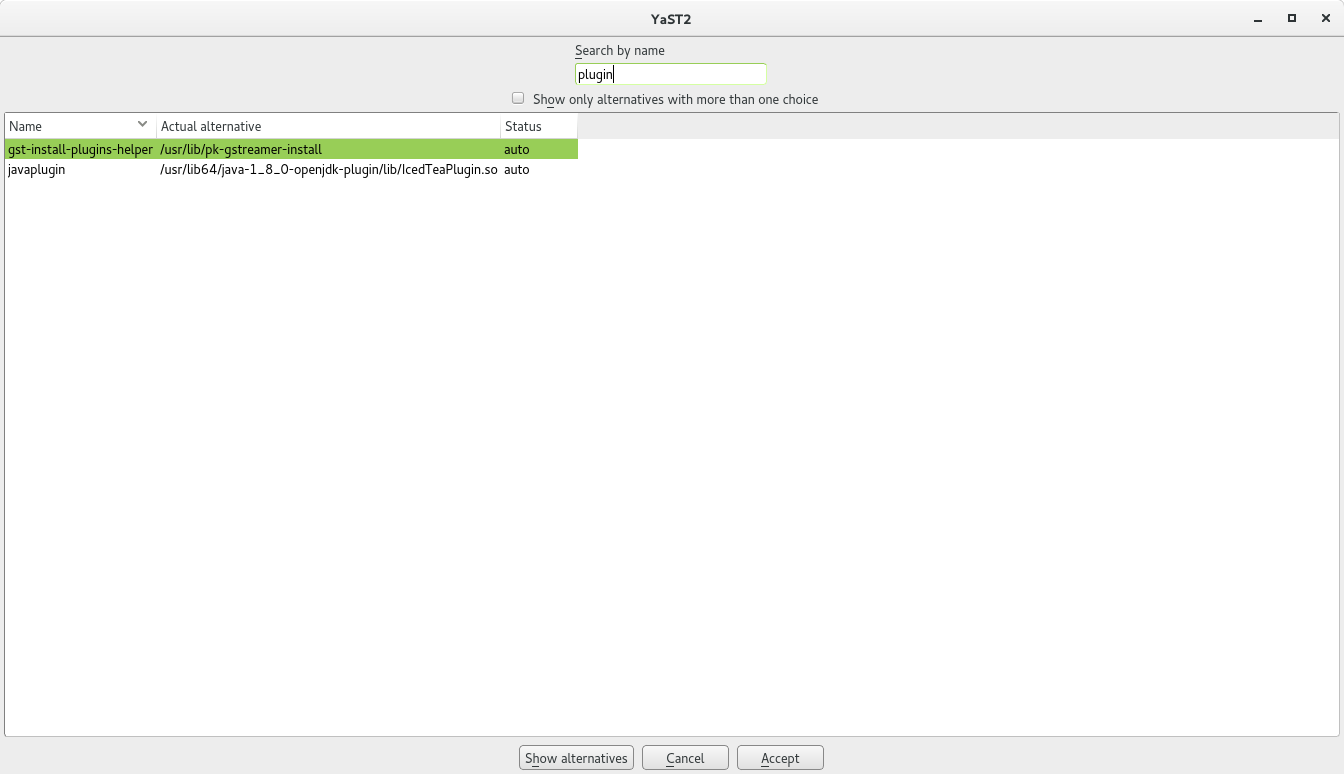 YaST2
Search by name
plugin
Show only alternatives with more than one choice
Name Actual alternative Status
gst-install-plugins-helper /usr/lib/pk-gstreamer-install auto
javaplugin /usr/lib64/java-1_8_0-openjdk-plugin/lib/IcedTeaPlugin.so auto
Show alternatives Cancel Accept